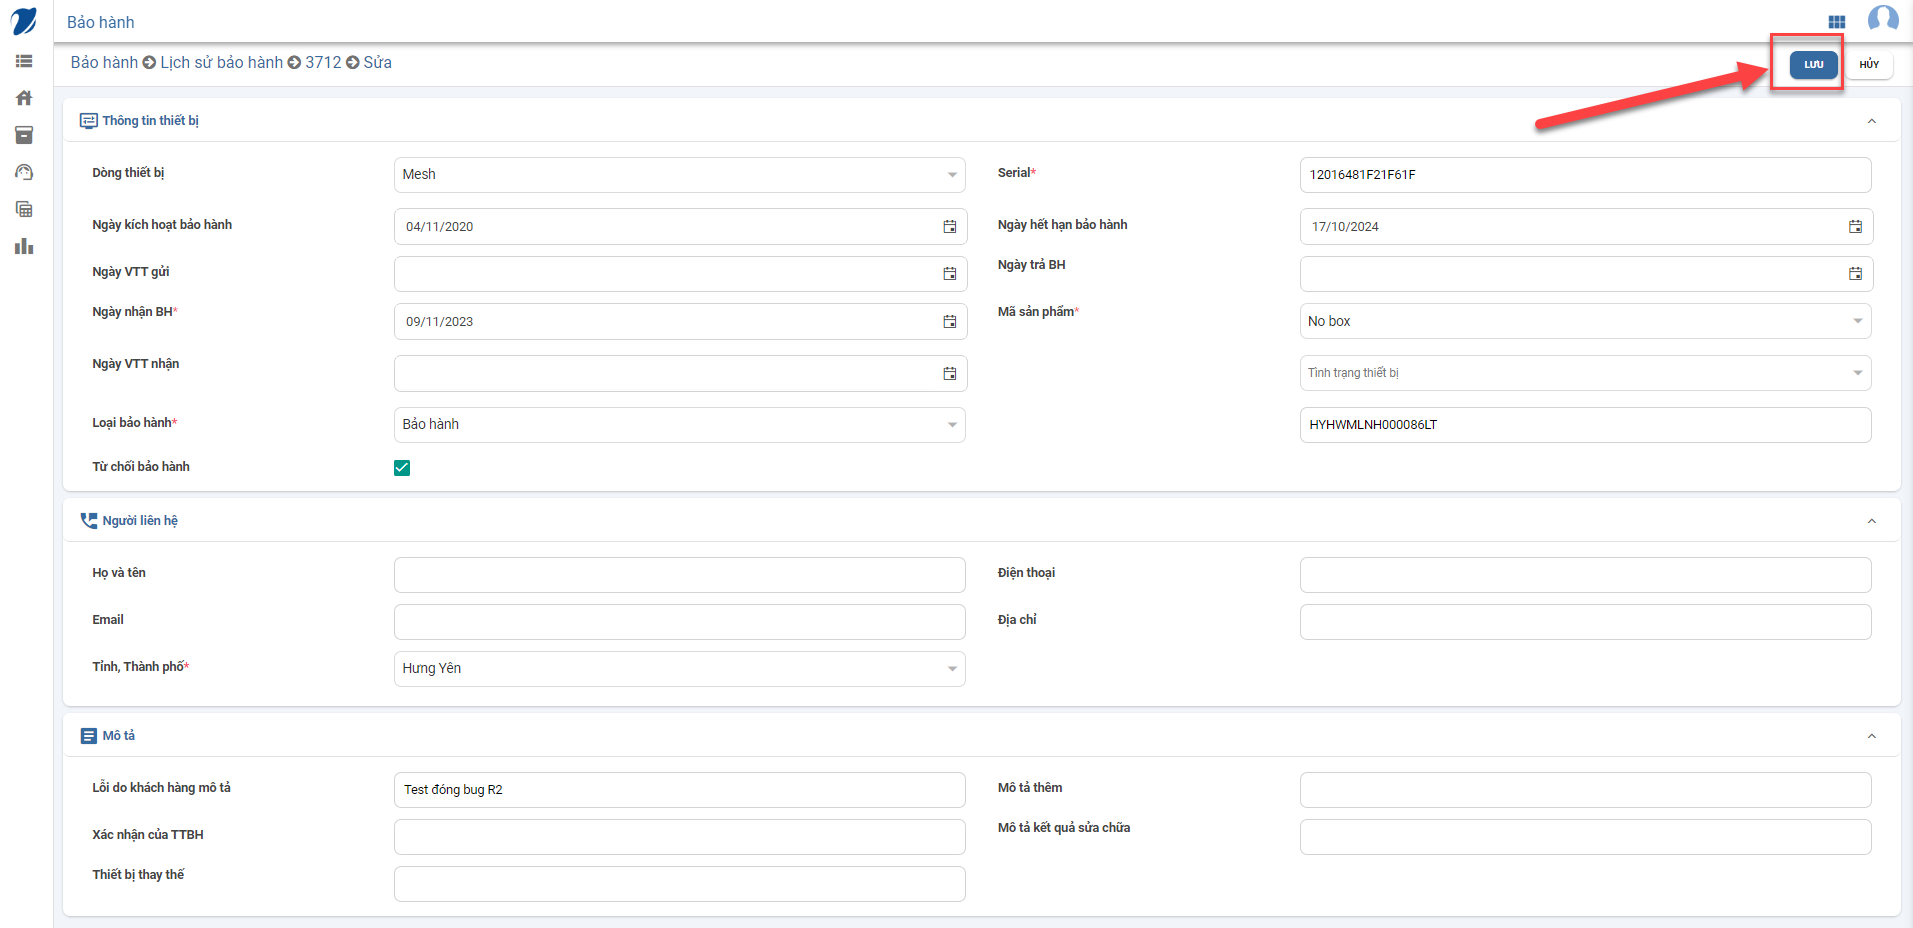 Bảo hành
Bảo hành Lịch sử bảo hành 3712 Sửa
LƯU HỦY
Thông tin thiết bị
Dòng thiết bị Mesh Serial* 12016481F21F61F
Ngày kích hoạt bảo hành 04/11/2020 Ngày hết hạn bảo hành 17/10/2024
Ngày VTT gửi Ngày trả BH
Ngày nhận BH* 09/11/2023 Mã sản phẩm* No box
Ngày VTT nhận Tình trạng thiết bị
Loại bảo hành* Bảo hành HYHWMLNH000086LT
Từ chối bảo hành
Người liên hệ
Họ và tên Điện thoại
Email Địa chỉ
Tỉnh, Thành phố* Hưng Yên
Mô tả
Lỗi do khách hàng mô tả Test đóng bug R2 Mô tả thêm
Xác nhận của TTBH Mô tả kết quả sửa chữa
Thiết bị thay thế